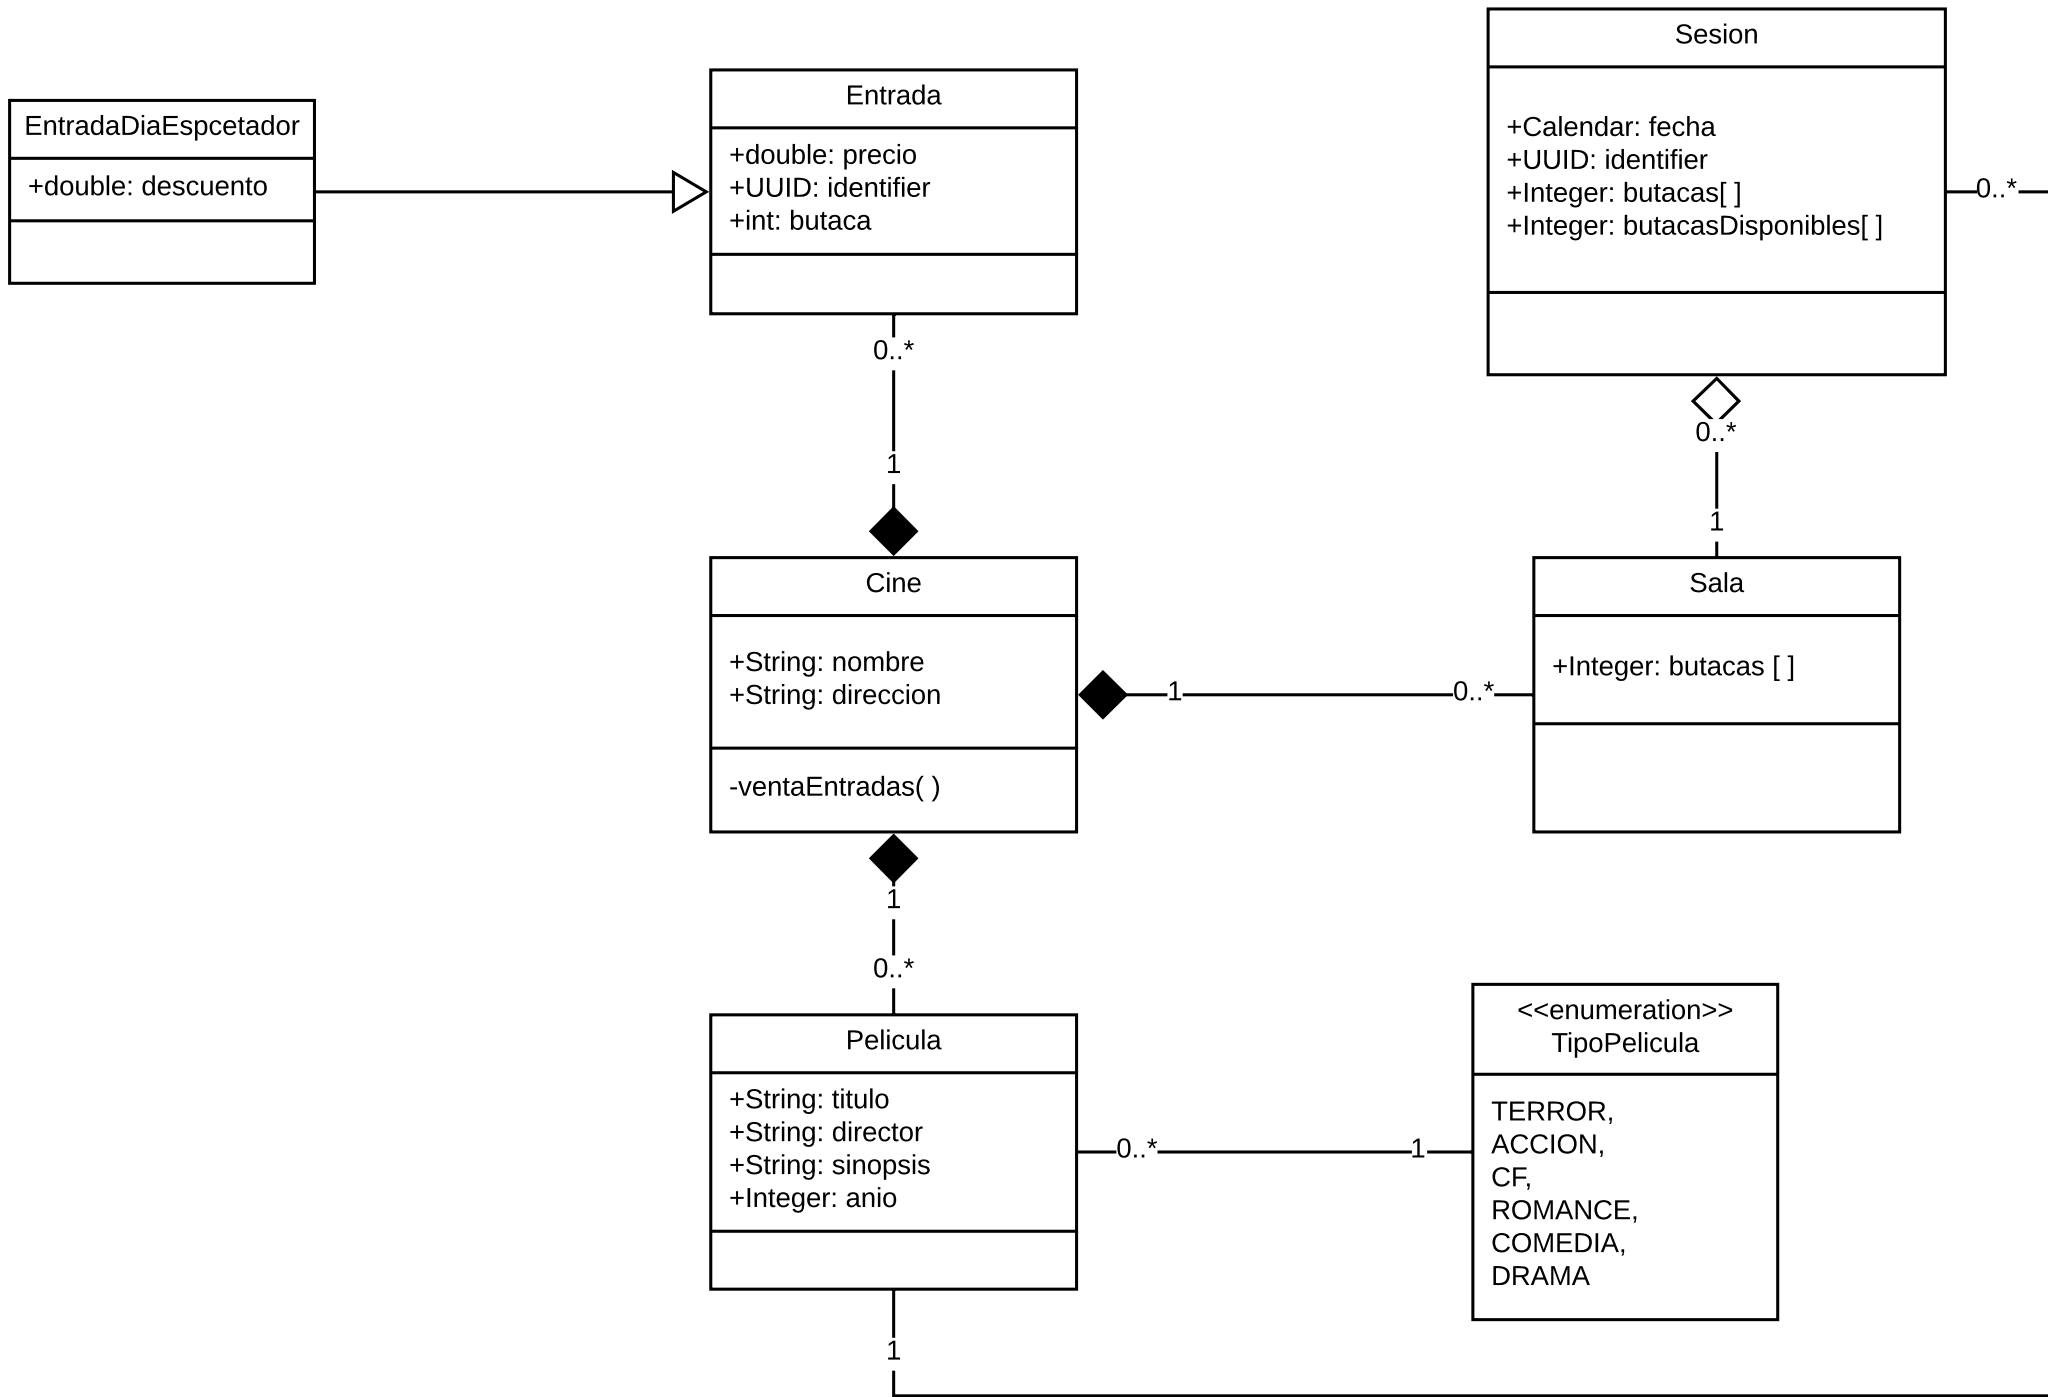 EntradaDiaEspcetador
+double: descuento
Entrada
+double: precio
+UUID: identifier
+int: butaca
Sesion
+Calendar: fecha
+UUID: identifier
+Integer: butacas[ ]
+Integer: butacasDisponibles[ ]
0..*
0..*
1
0..*
1
Cine
+String: nombre
+String: direccion
-ventaEntradas( )
1
0..*
Sala
+Integer: butacas [ ]
1
0..*
Pelicula
+String: titulo
+String: director
+String: sinopsis
+Integer: anio
0..*
1
<<enumeration>>
TipoPelicula
TERROR,
ACCION,
CF,
ROMANCE,
COMEDIA,
DRAMA
1